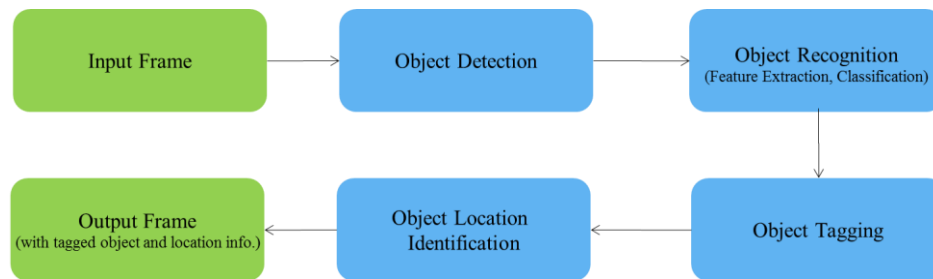 Input Frame
Object Detection
Object Recognition
(Feature Extraction, Classification)
Output Frame
(with tagged object and location info.)
Object Location
Identification
Object Tagging